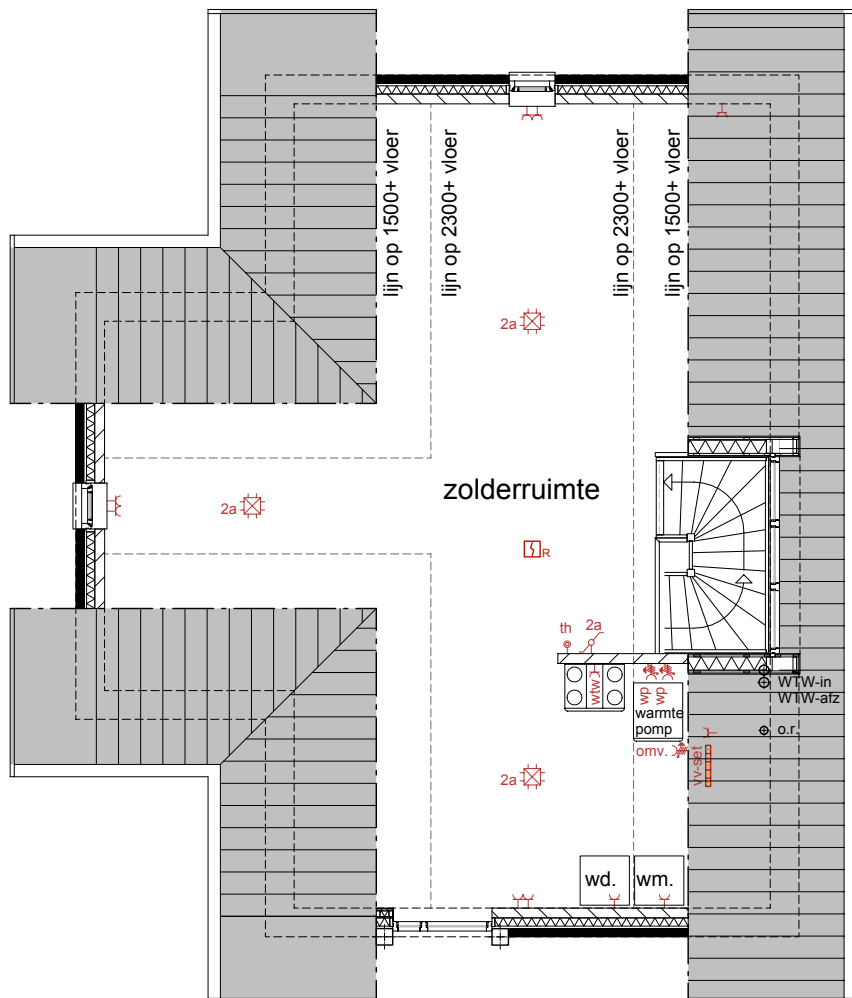 lijn op 1500+ vloer
lijn op 2300+ vloer
lijn op 2300+ vloer
lijn op 1500+ vloer
2a
zolderruimte
2a
R
th
2a
wtw
wp
wp
WTW-in
WTW-afz
warmte
pomp
o.r.
omv.
vv-set
2a
wd.
wm.